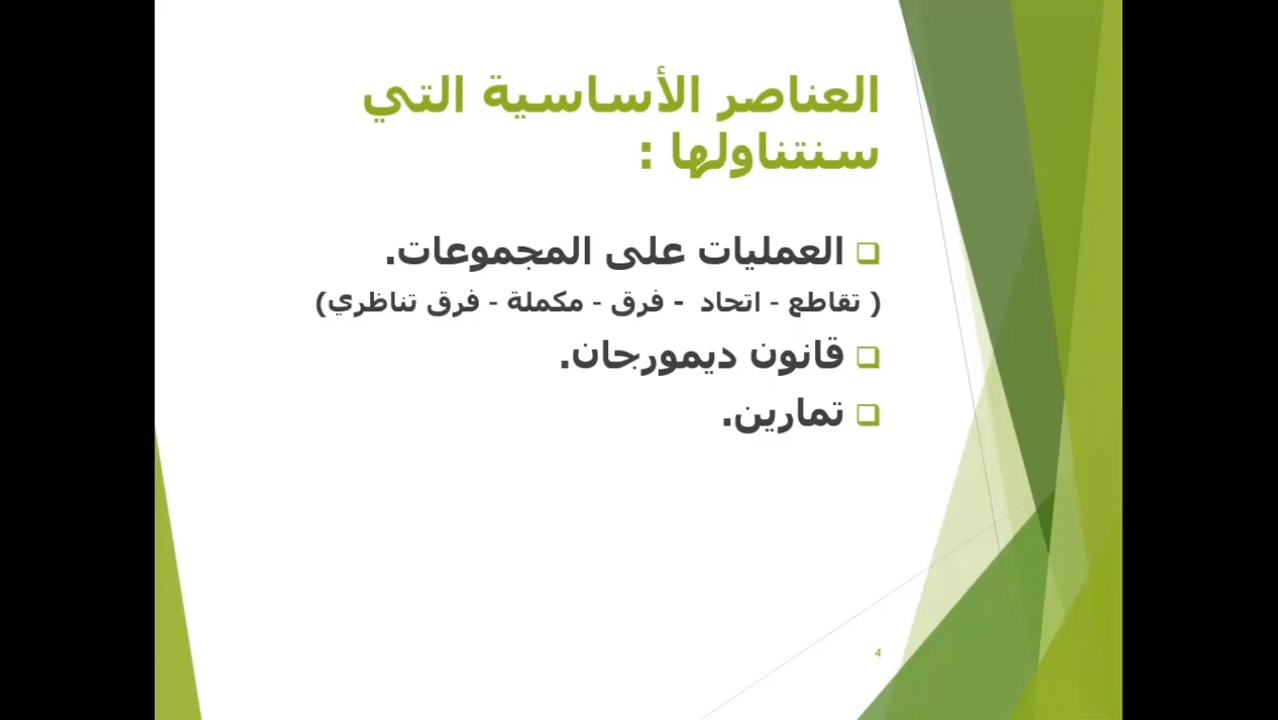 العناصر الأساسية التي
سنتناولها :
❑ العمليات على المجموعات.
( تقاطع - اتحاد - فرق - مكملة - فرق تناظري)
❑ قانون ديمورجان.
❑ تمارين.
4